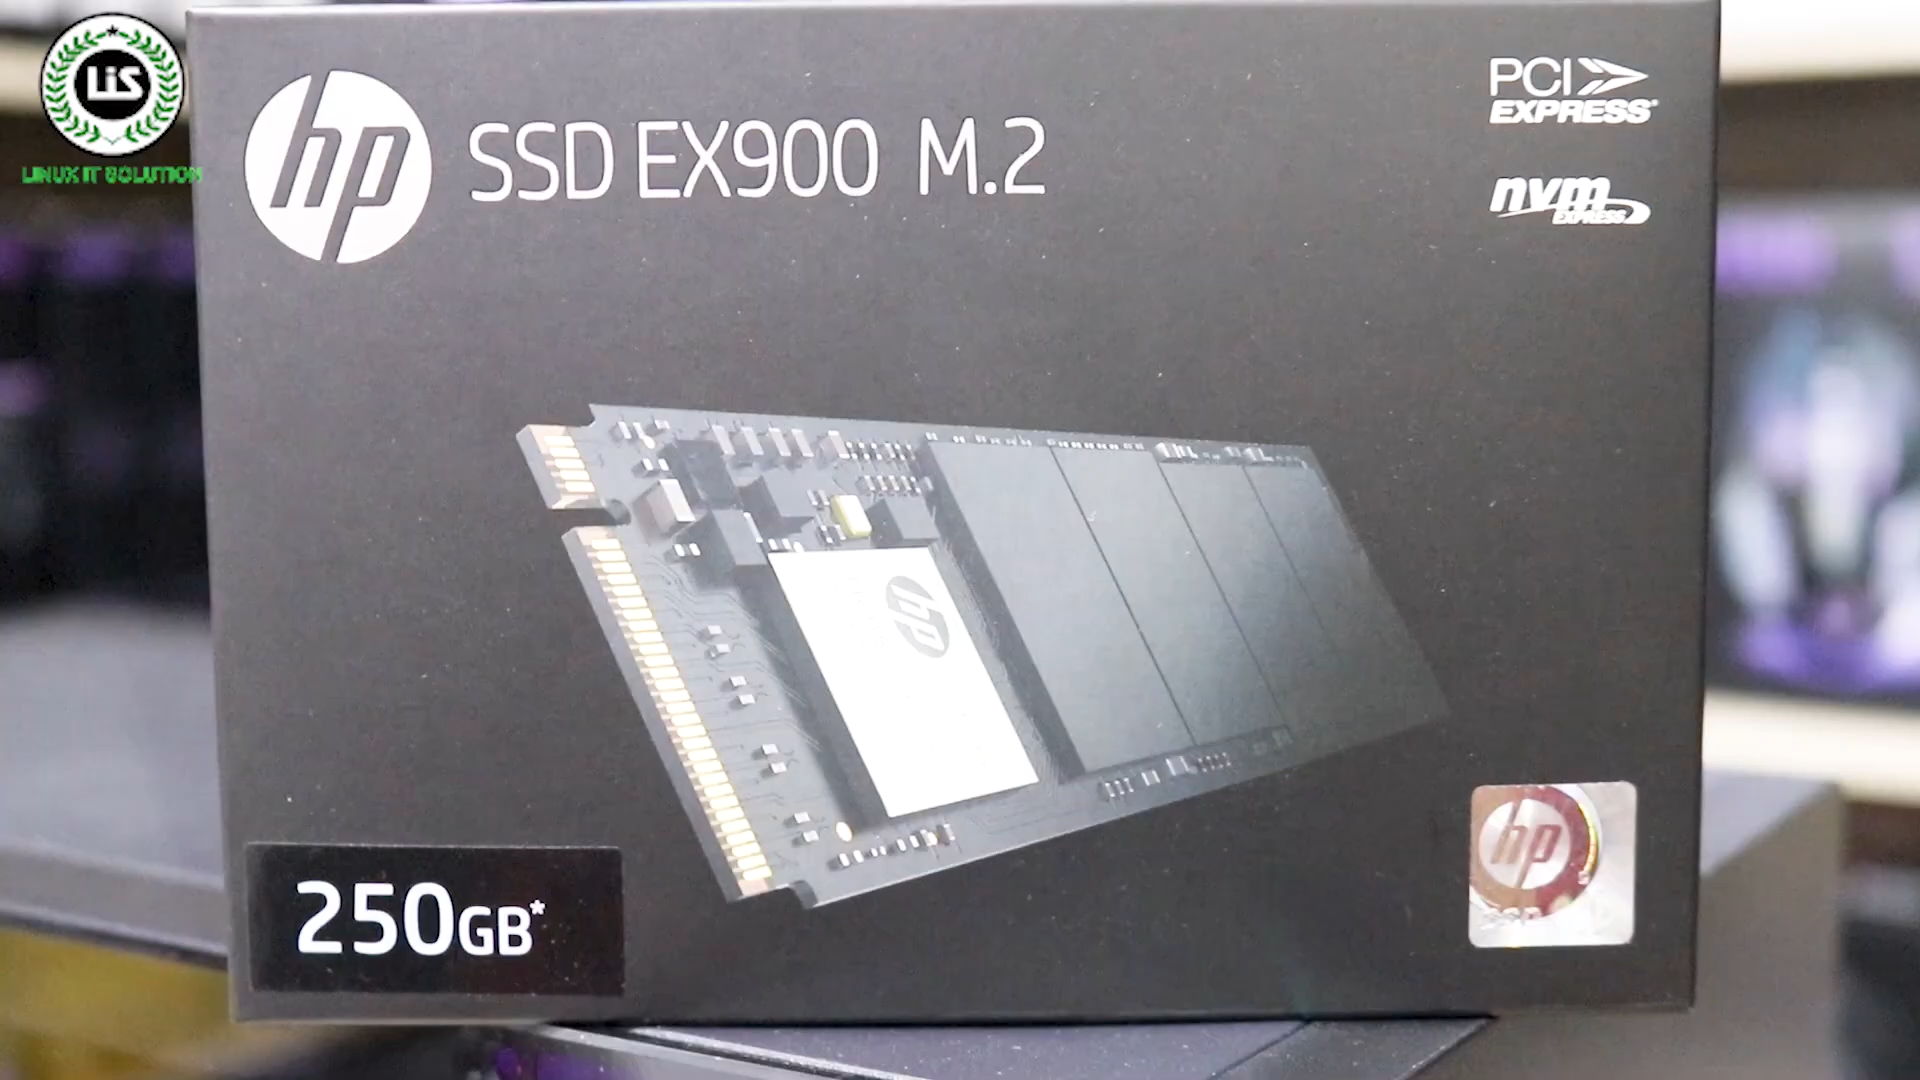 LiS
LINUX IT SOLUTION
hp
SSD EX900 M.2
PCI
EXPRESS®
nvm
EXPRESS
hp
250GB*
hp